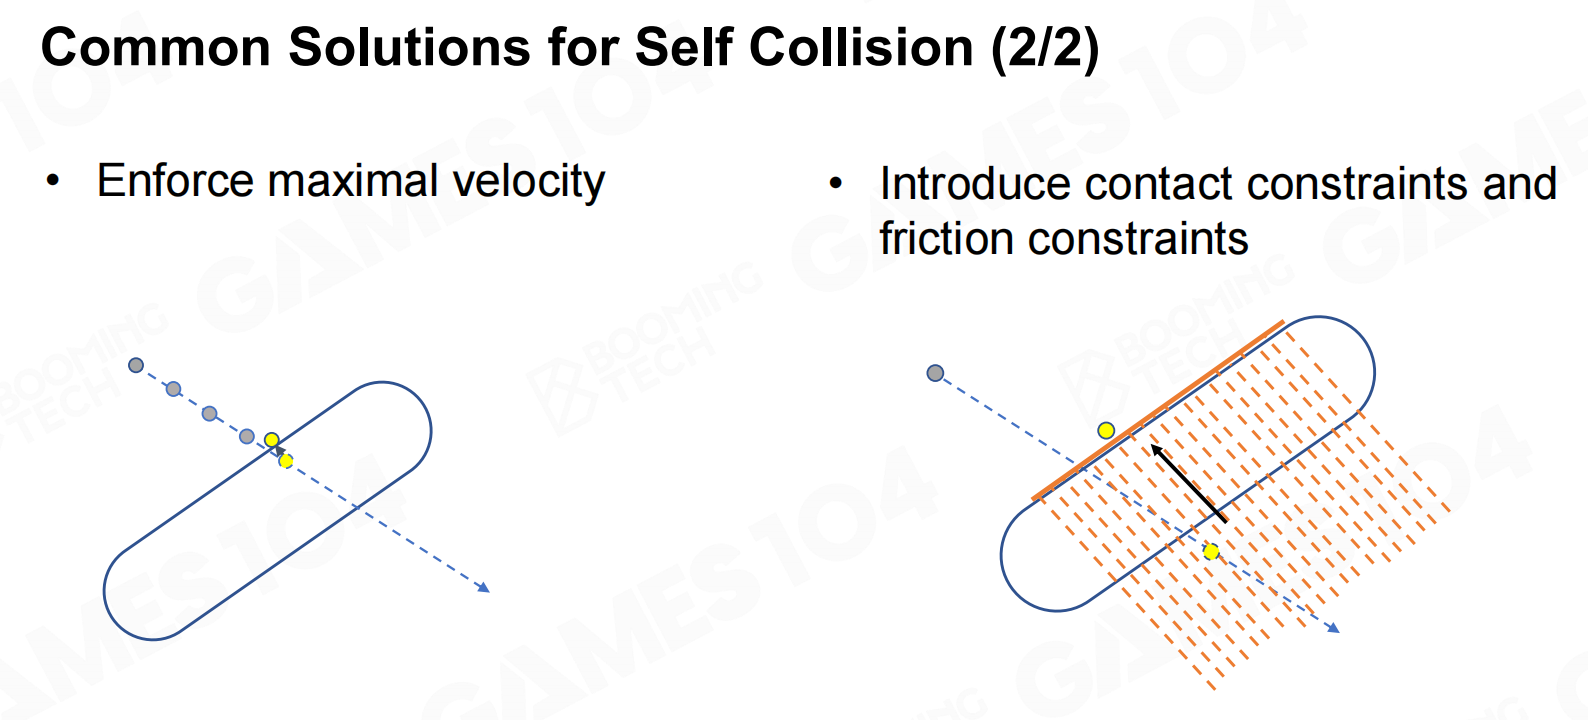 Common Solutions for Self Collision (2/2)
• Enforce maximal velocity
• Introduce contact constraints and
friction constraints
GAMES104
BOOMING
TECH